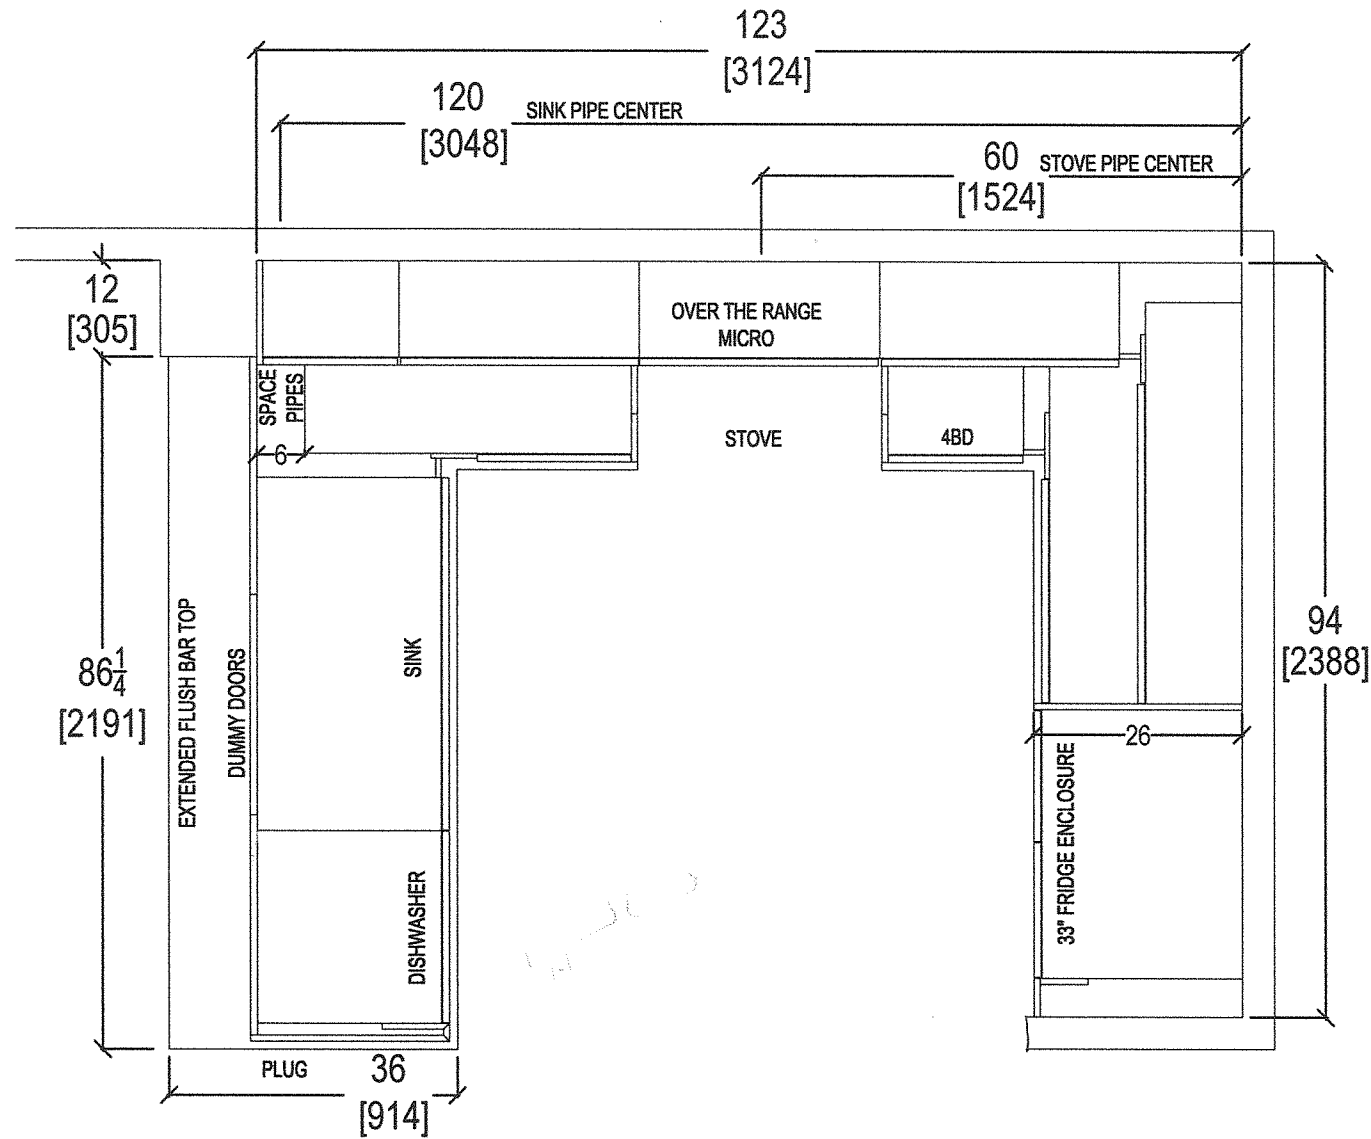 123
[3124]
120
SINK PIPE CENTER
[3048]
60
STOVE PIPE CENTER
[1524]
12
[305]
OVER THE RANGE
MICRO
SPACE
PIPES
6
STOVE
4BD
86 1/4
[2191]
EXTENDED FLUSH BAR TOP
DUMMY DOORS
SINK
DISHWASHER
94
[2388]
26
33" FRIDGE ENCLOSURE
PLUG
36
[914]